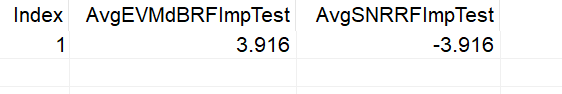 Index AvgEVMdBRFImpTest AvgSNRRFImpTest
1 3.916 -3.916